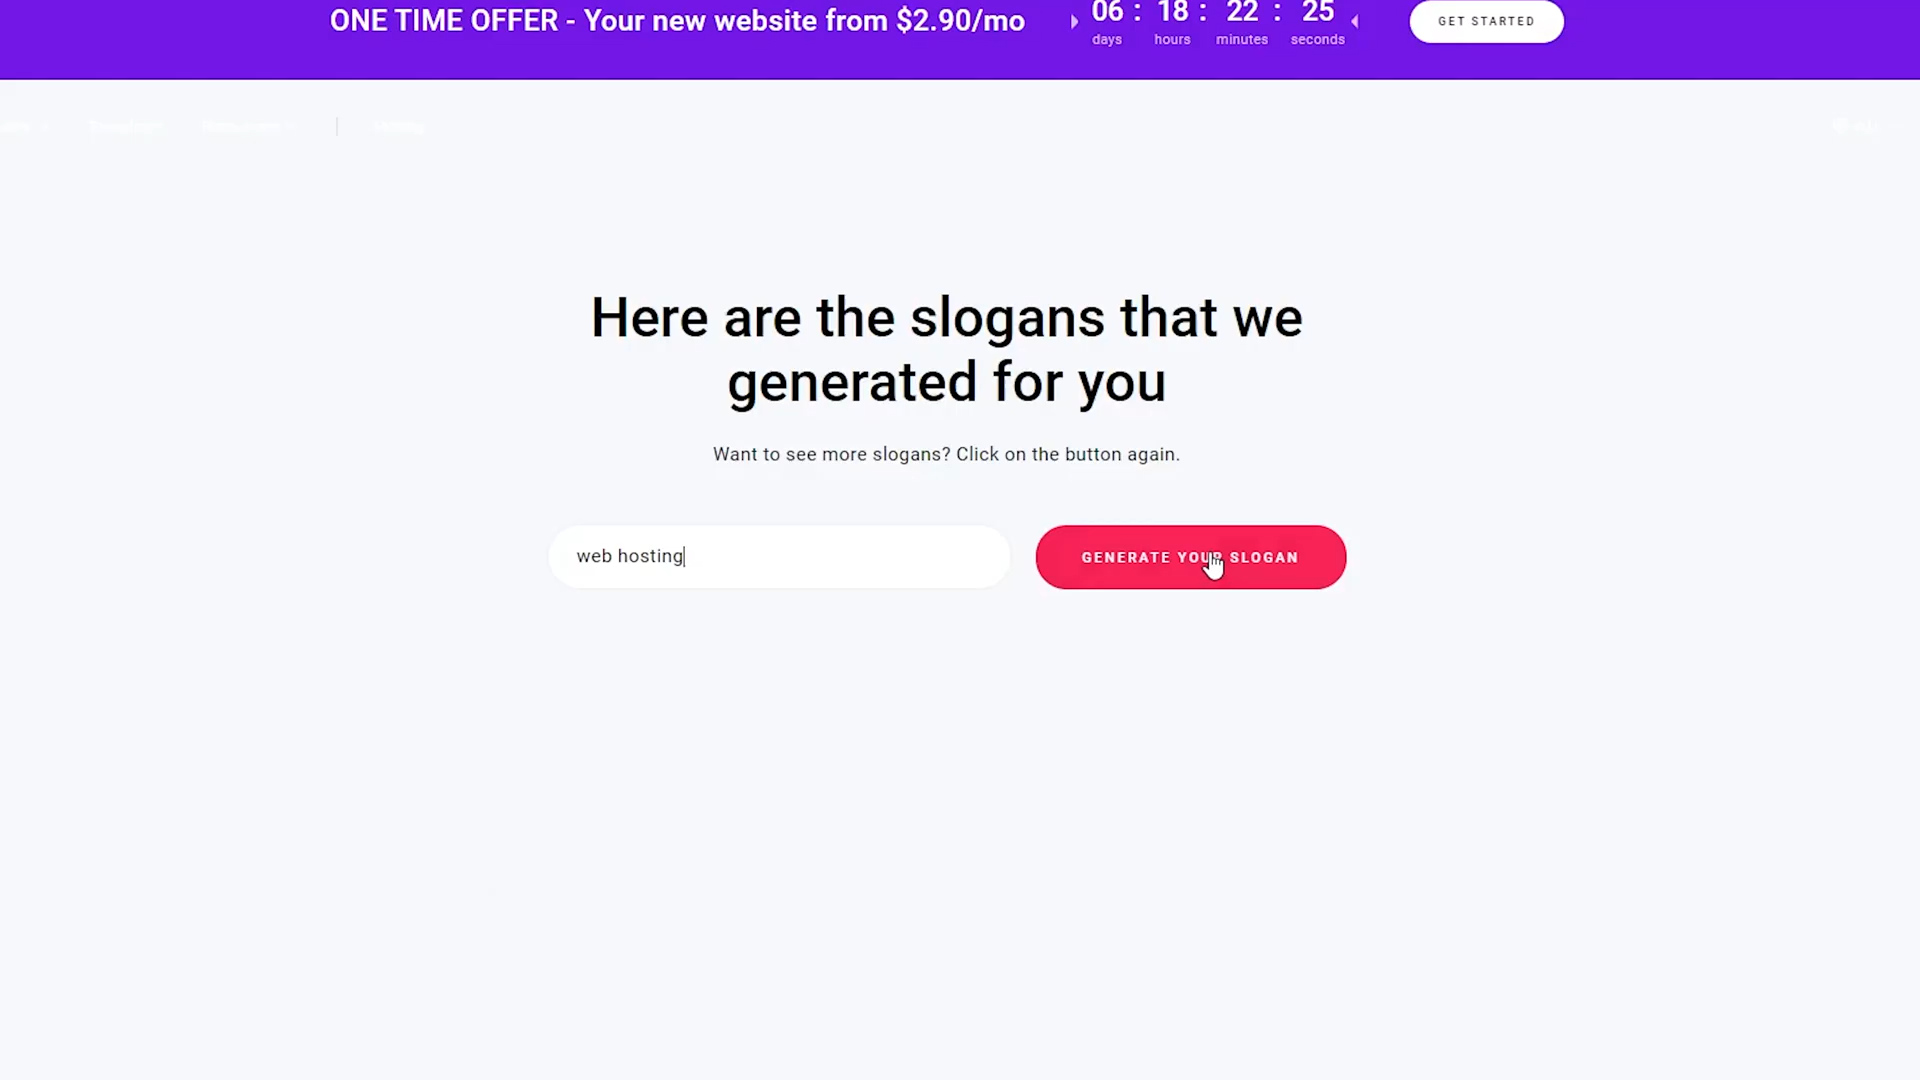 ONE TIME OFFER - Your new website from $2.90/mo
06 : 18 : 22 : 25
days hours minutes seconds
GET STARTED
Here are the slogans that we
generated for you
Want to see more slogans? Click on the button again.
web hosting
GENERATE YOUR SLOGAN